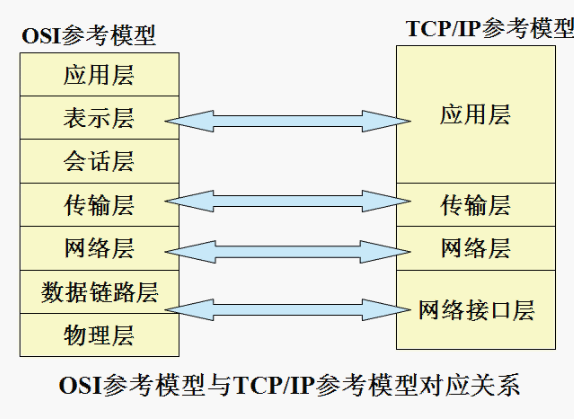 OSI参考模型
TCP/IP参考模型
应用层
表示层
会话层
传输层
网络层
数据链路层
物理层
应用层
传输层
网络层
网络接口层
OSI参考模型与TCP/IP参考模型对应关系